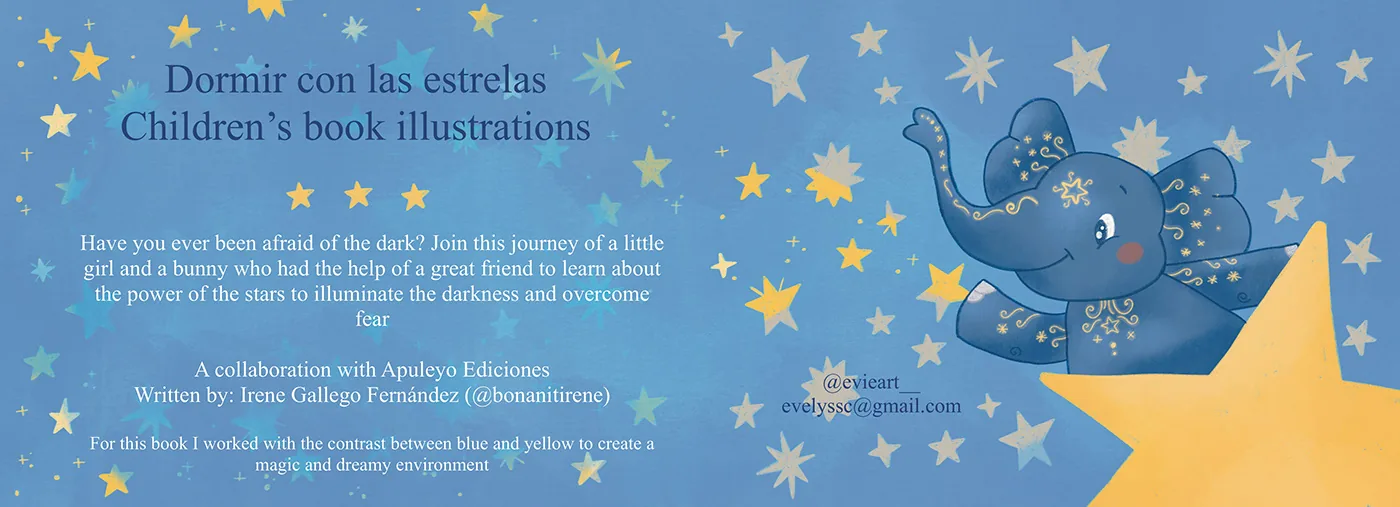 Dormir con las estrelas
Children's book illustrations
Have you ever been afraid of the dark? Join this journey of a little
girl and a bunny who had the help of a great friend to learn about
the power of the stars to illuminate the darkness and overcome
fear
A collaboration with Apuleyo Ediciones
Written by: Irene Gallego Fernández (@bonanitirene)
For this book I worked with the contrast between blue and yellow to create a
magic and dreamy environment
@evieart__
evelyssc@gmail.com